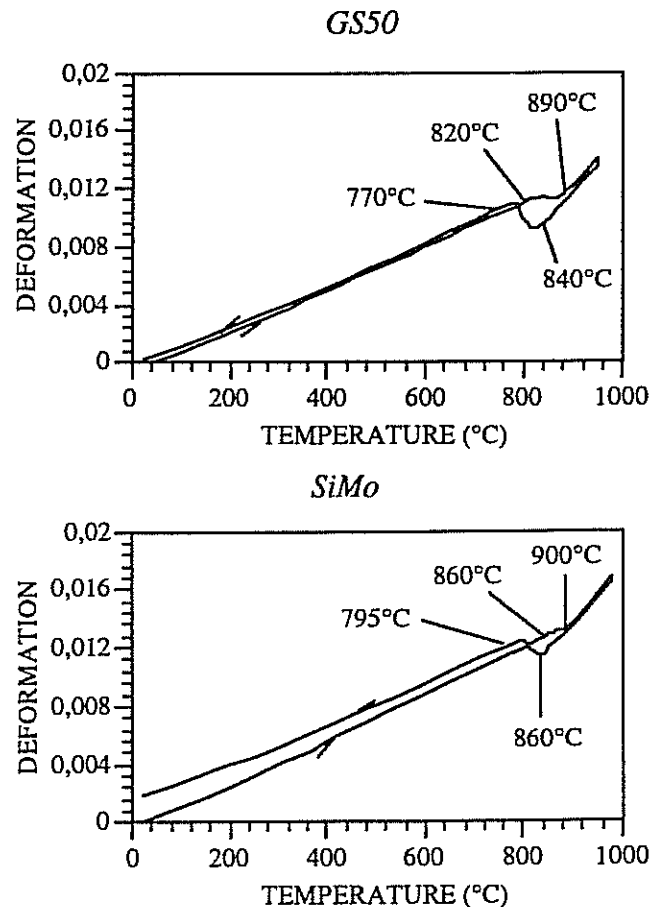 GS50
0,02
0,016
0,012
0,008
0,004
0
DEFORMATION
770°C
820°C
890°C
840°C
0 200 400 600 800 1000
TEMPERATURE (°C)
SiMo
0,02
0,016
0,012
0,008
0,004
0
DEFORMATION
795°C
860°C
900°C
860°C
0 200 400 600 800 1000
TEMPERATURE (°C)